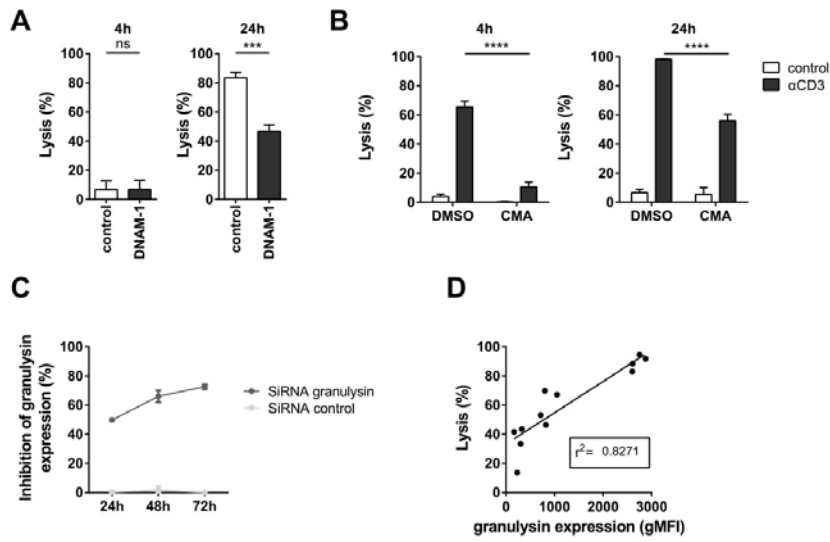 A
4h
ns
Lysis (%)
100
80
60
40
20
0
control
DNAM-1
24h
***
Lysis (%)
100
80
60
40
20
0
control
DNAM-1
B
4h
****
Lysis (%)
100
80
60
40
20
0
DMSO
CMA
24h
****
Lysis (%)
100
80
60
40
20
0
DMSO
CMA
control
αCD3
C
Inhibition of granulysin
expression (%)
100
80
60
40
20
0
24h
48h
72h
SiRNA granulysin
SiRNA control
D
Lysis (%)
100
80
60
40
20
0
0
1000
2000
3000
granulysin expression (gMFI)
r²= 0.8271